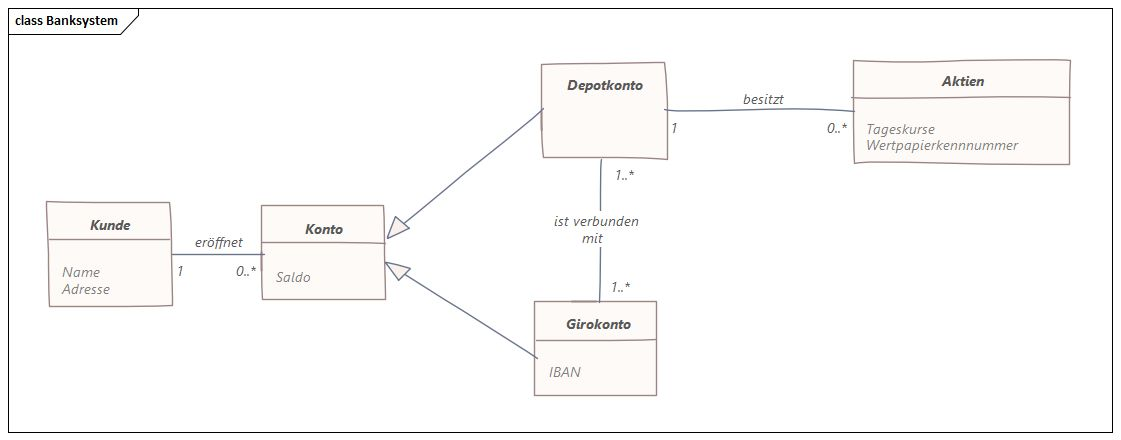 class Banksystem
Depotkonto
Aktien
Tageskurse
Wertpapierkennnummer
besitzt
1
0..*
1..*
ist verbunden
mit
1..*
Kunde
Name
Adresse
eröffnet
1
0..*
Konto
Saldo
Girokonto
IBAN